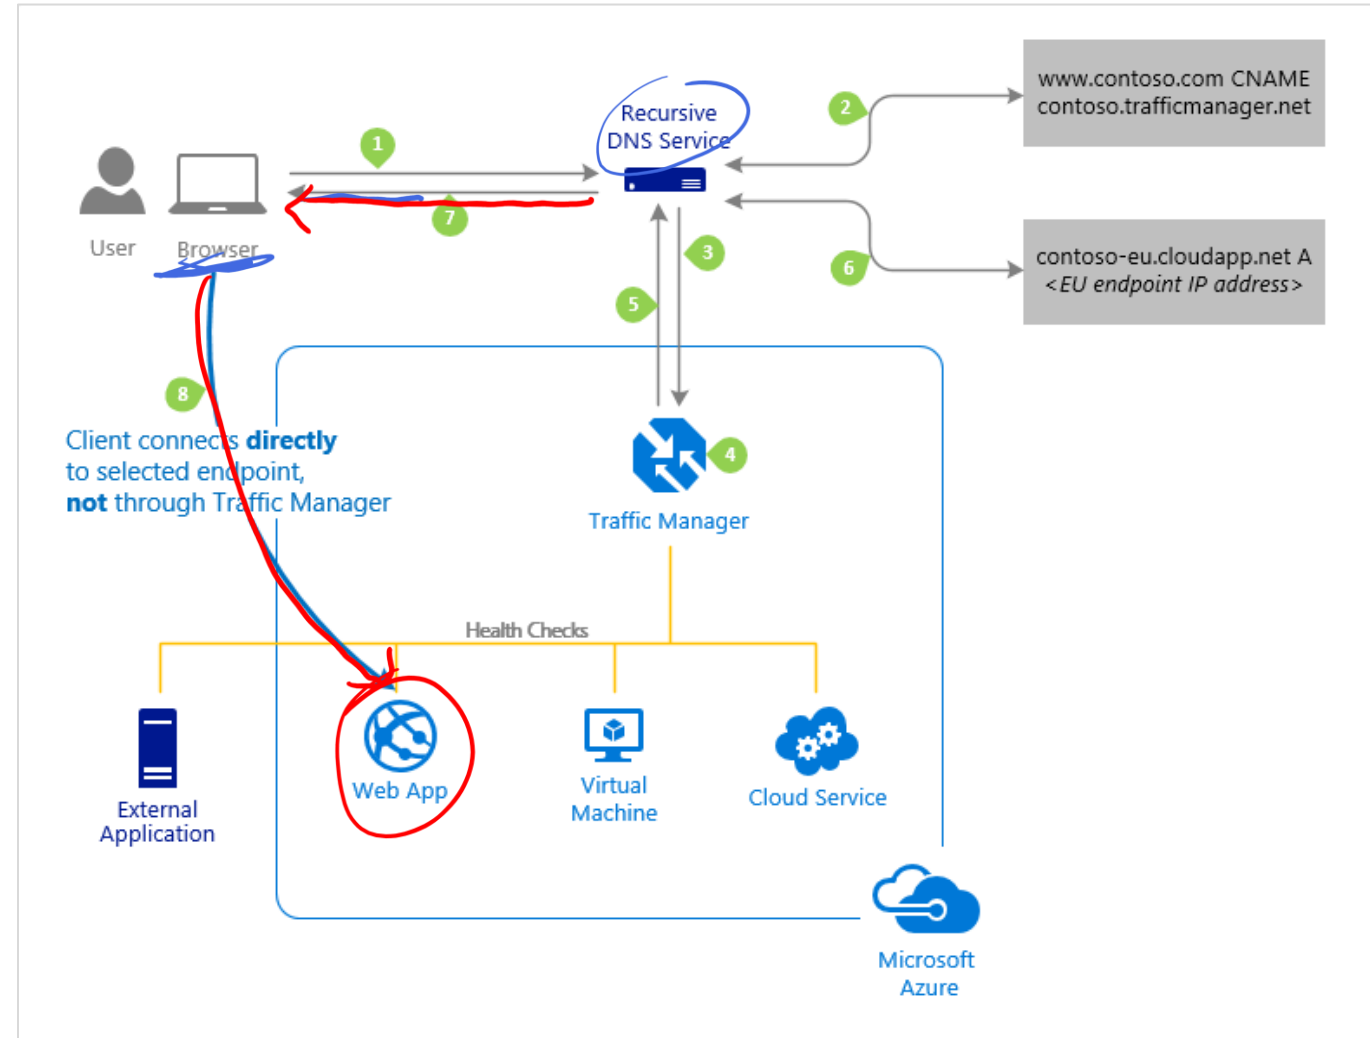 www.contoso.com CNAME
contoso.trafficmanager.net
2
Recursive
DNS Service
1
7
User
Browser
3
6
contoso-eu.cloudapp.net A
<EU endpoint IP address>
5
8
Client connects directly
to selected endpoint,
not through Traffic Manager
4
Traffic Manager
Health Checks
External
Application
Web App
Virtual
Machine
Cloud Service
Microsoft
Azure